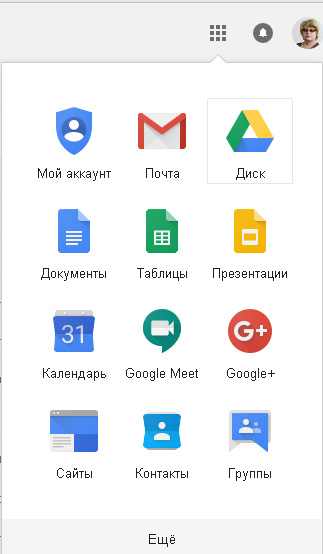 Мой аккаунт Почта Диск
Документы Таблицы Презентации
31
Календарь Google Meet Google+
Сайты Контакты Группы
Ещё